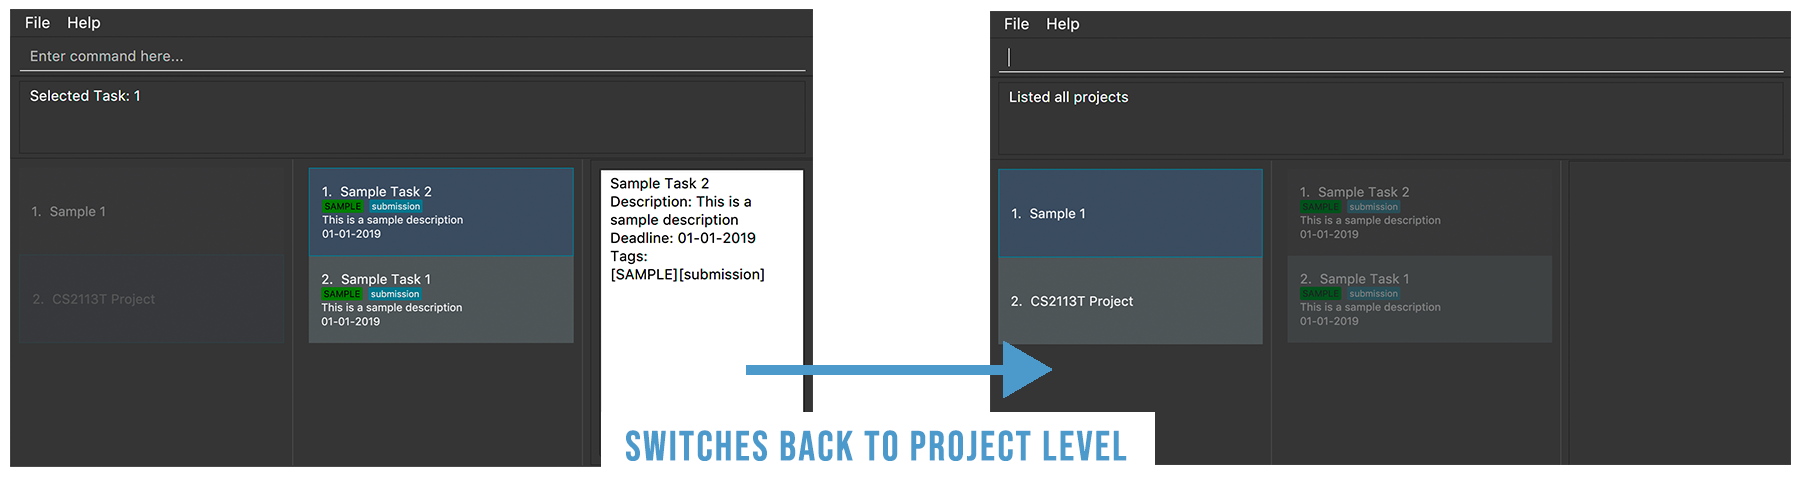 File Help
Enter command here...
Selected Task: 1
1. Sample 1
2. CS2113T Project
1. Sample Task 2
SAMPLE submission
This is a sample description
01-01-2019
2. Sample Task 1
SAMPLE submission
This is a sample description
01-01-2019
Sample Task 2
Description: This is a
sample description
Deadline: 01-01-2019
Tags:
[SAMPLE][submission]
File Help
Listed all projects
1. Sample 1
2. CS2113T Project
1. Sample Task 2
SAMPLE submission
This is a sample description
01-01-2019
2. Sample Task 1
SAMPLE submission
This is a sample description
01-01-2019
SWITCHES BACK TO PROJECT LEVEL